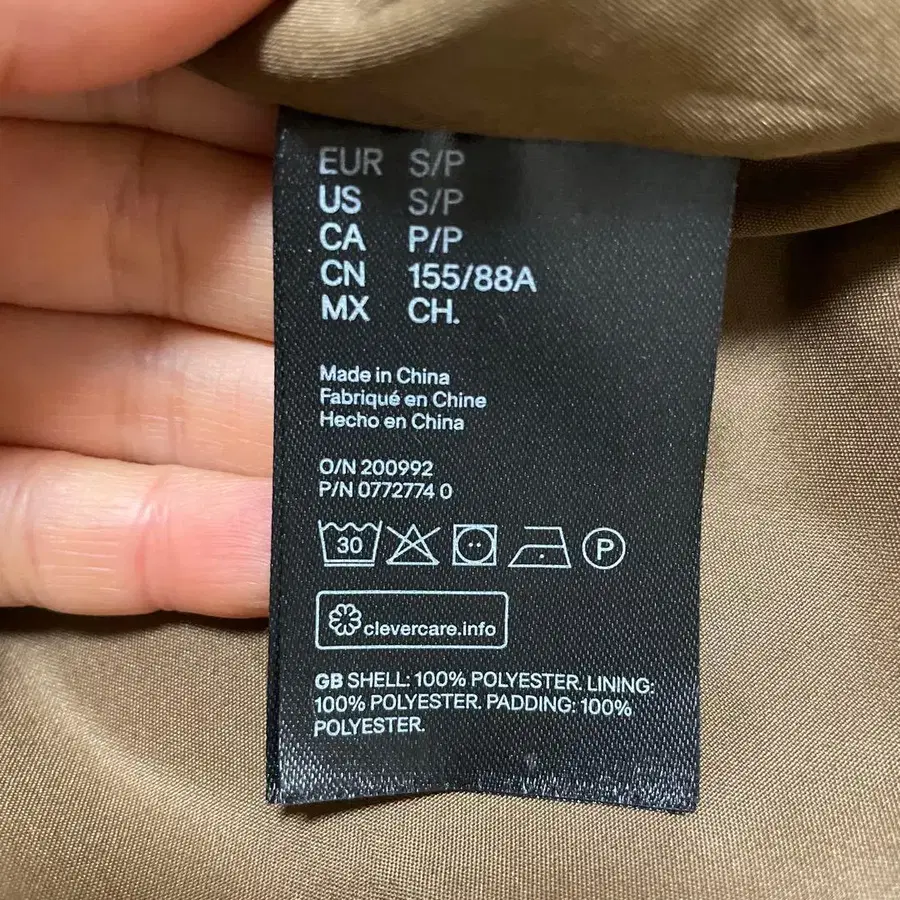 EUR S/P
US S/P
CA P/P
CN 155/88A
MX CH.
Made in China
Fabriqué en Chine
Hecho en China
O/N 200992
P/N 0772774 0
30 P
clevercare.info
GB SHELL: 100% POLYESTER. LINING:
100% POLYESTER. PADDING: 100%
POLYESTER.